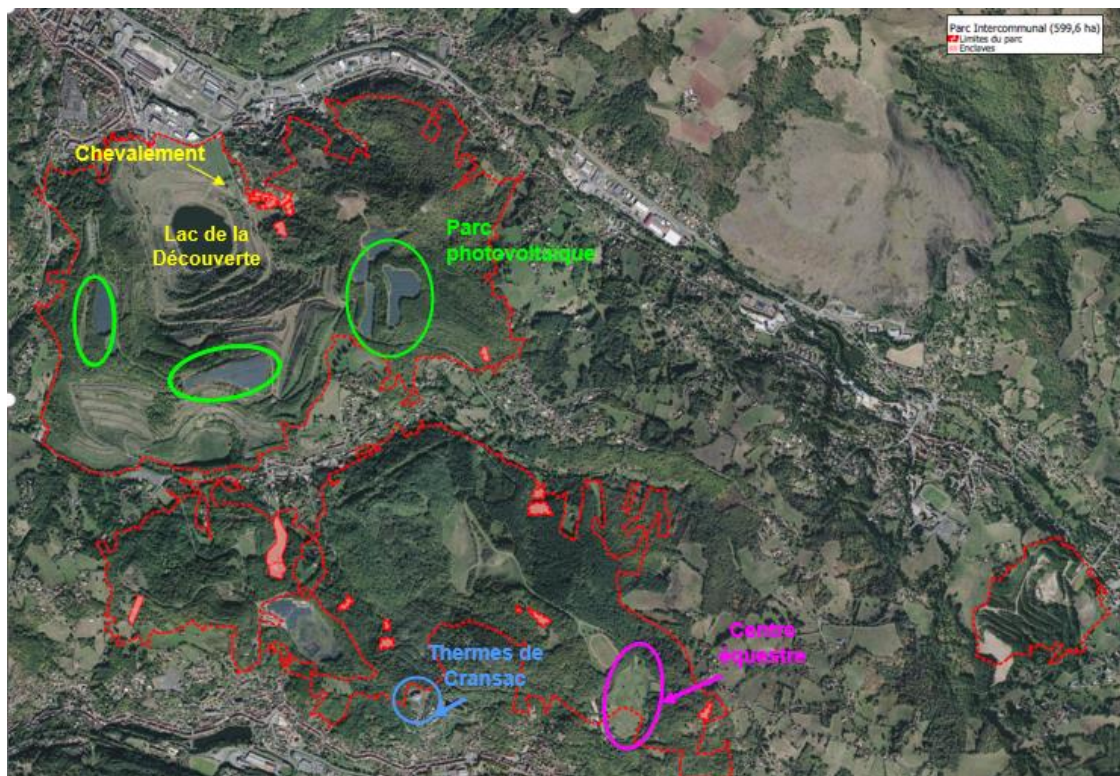 Parc Intercommunal (599,6 ha)
Limites du parc
Enclaves
Chevalement
Lac de la
Découverte
Parc
photovoltaïque
Thermes de
Cransac
Centre
équestre